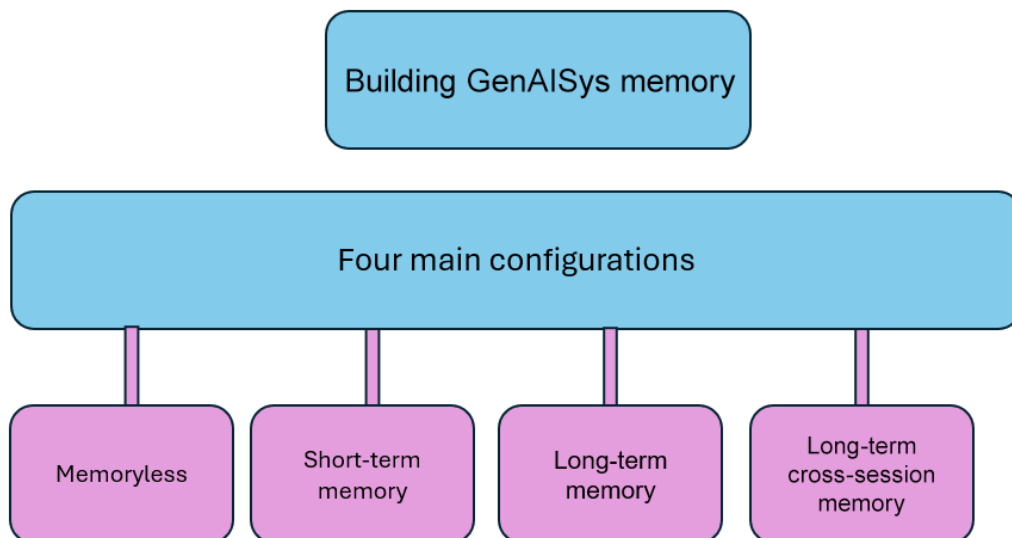 Building GenAISys memory
Four main configurations
Memoryless
Short-term
memory
Long-term
memory
Long-term
cross-session
memory